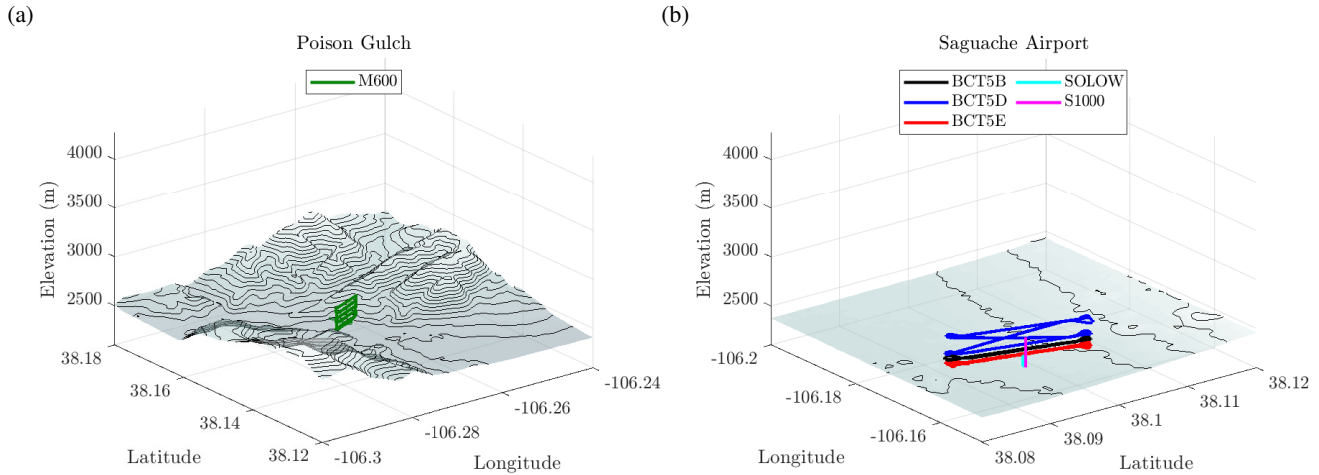 (a)
Poison Gulch
M600
4000
3500
3000
2500
Elevation (m)
38.18
38.16
38.14
38.12
Latitude
-106.3
-106.28
-106.26
-106.24
Longitude
(b)
Saguache Airport
BCT5B SOLOW
BCT5D S1000
BCT5E
4000
3500
3000
2500
Elevation (m)
-106.2
-106.18
-106.16
Longitude
38.08
38.09
38.1
38.11
38.12
Latitude